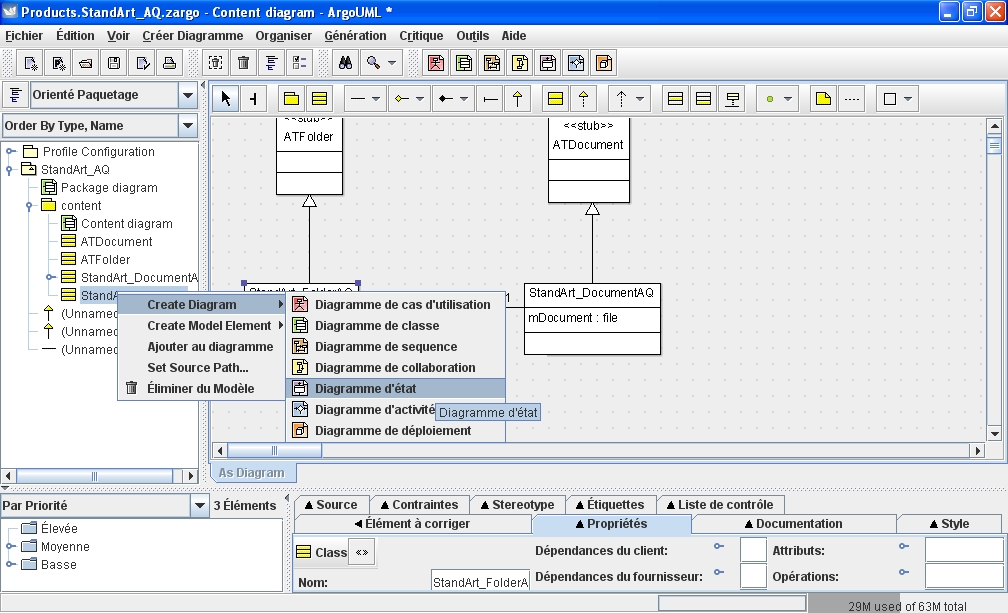 Products.StandArt_AQ.zargo - Content diagram - ArgoUML *
Fichier Édition Voir Créer Diagramme Organiser Génération Critique Outils Aide
Orienté Paquetage
Order By Type, Name
Profile Configuration
StandArt_AQ
Package diagram
content
Content diagram
ATDocument
ATFolder
StandArt_DocumentA
StandA
(Unnamed
(Unnamed
(Unnamed
<<stub>>
ATFolder
<<stub>>
ATDocument
StandArt_FolderAQ
1
StandArt_DocumentAQ
mDocument : file
Create Diagram
Create Model Element
Ajouter au diagramme
Set Source Path...
Éliminer du Modèle
Diagramme de cas d'utilisation
Diagramme de classe
Diagramme de sequence
Diagramme de collaboration
Diagramme d'état
Diagramme d'activité
Diagramme de déploiement
Diagramme d'état
As Diagram
Par Priorité
3 Éléments
Élevée
Moyenne
Basse
Source Contraintes Stereotype Étiquettes Liste de contrôle
Élément à corriger Propriétés Documentation Style
Class «»
Nom: StandArt_FolderA
Dépendances du client:
Dépendances du fournisseur:
Attributs:
Opérations:
29M used of 63M total